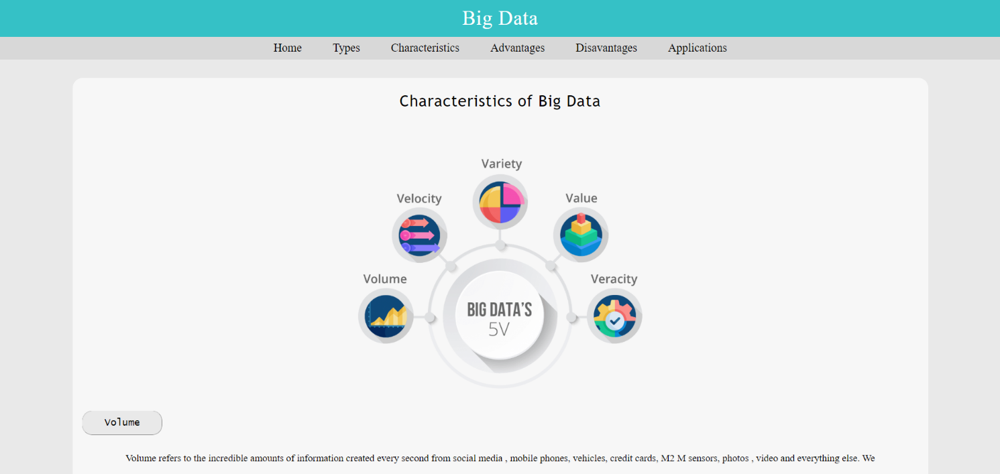 Big Data
Home Types Characteristics Advantages Disavantages Applications
Characteristics of Big Data
Variety
Velocity
Value
Volume
Veracity
BIG DATA'S
5V
Volume
Volume refers to the incredible amounts of information created every second from social media , mobile phones, vehicles, credit cards, M2 M sensors, photos , video and everything else. We